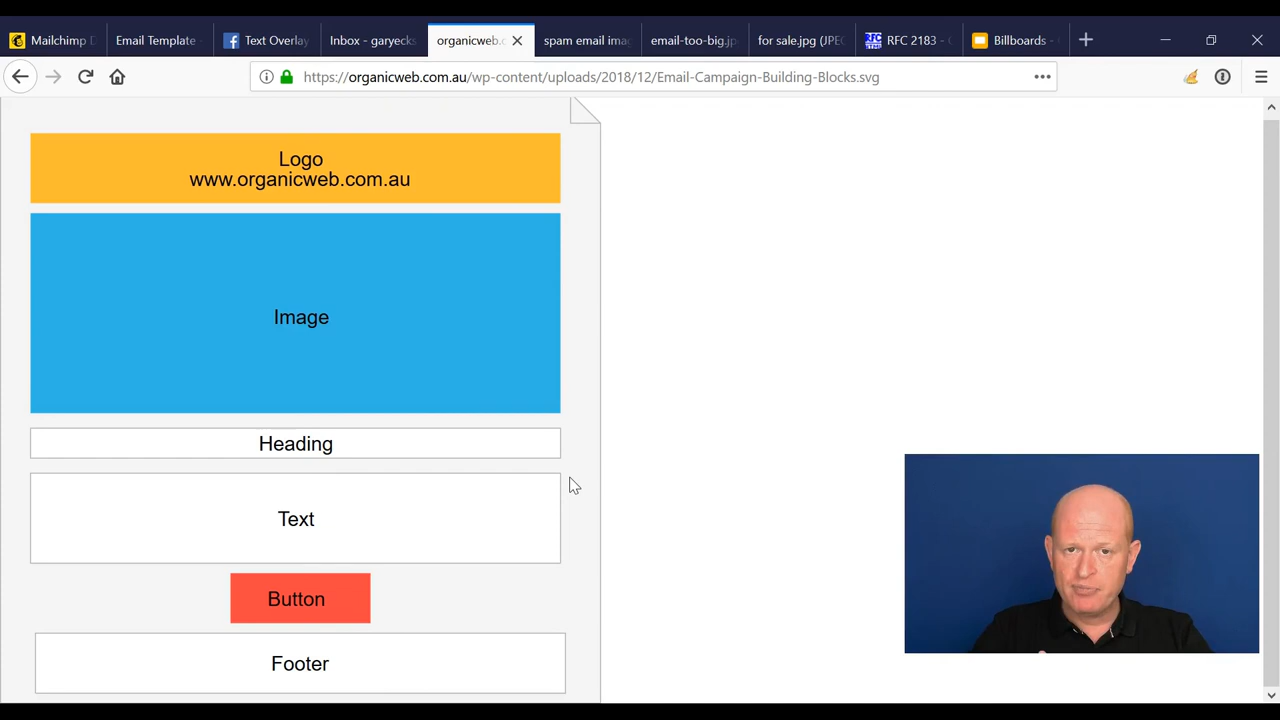 Mailchimp D
Email Template -
Text Overlay
Inbox - garyecks
organicweb.c
spam email ima
email-too-big.jp
for sale.jpg (JPE
RFC
RFC 2183 - C
Billboards -
https://organicweb.com.au/wp-content/uploads/2018/12/Email-Campaign-Building-Blocks.svg
Logo
www.organicweb.com.au
Image
Heading
Text
Button
Footer